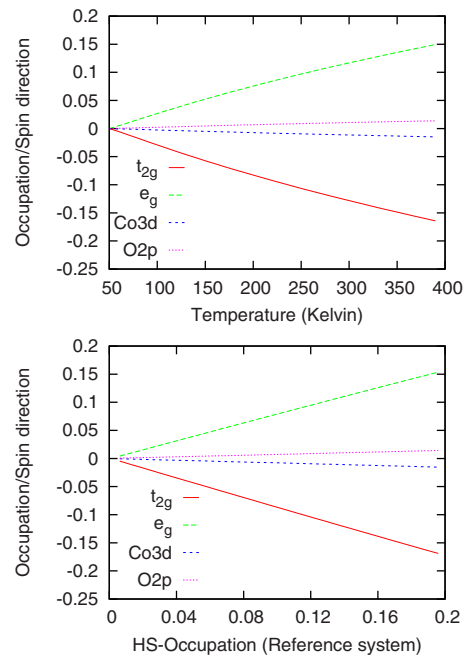 0.2
0.15
0.1
0.05
0
-0.05
-0.1
-0.15
-0.2
-0.25
Occupation/Spin direction
t2g
eg
Co3d
O2p
50 100 150 200 250 300 350 400
Temperature (Kelvin)
0.2
0.15
0.1
0.05
0
-0.05
-0.1
-0.15
-0.2
-0.25
Occupation/Spin direction
t2g
eg
Co3d
O2p
0 0.04 0.08 0.12 0.16 0.2
HS-Occupation (Reference system)